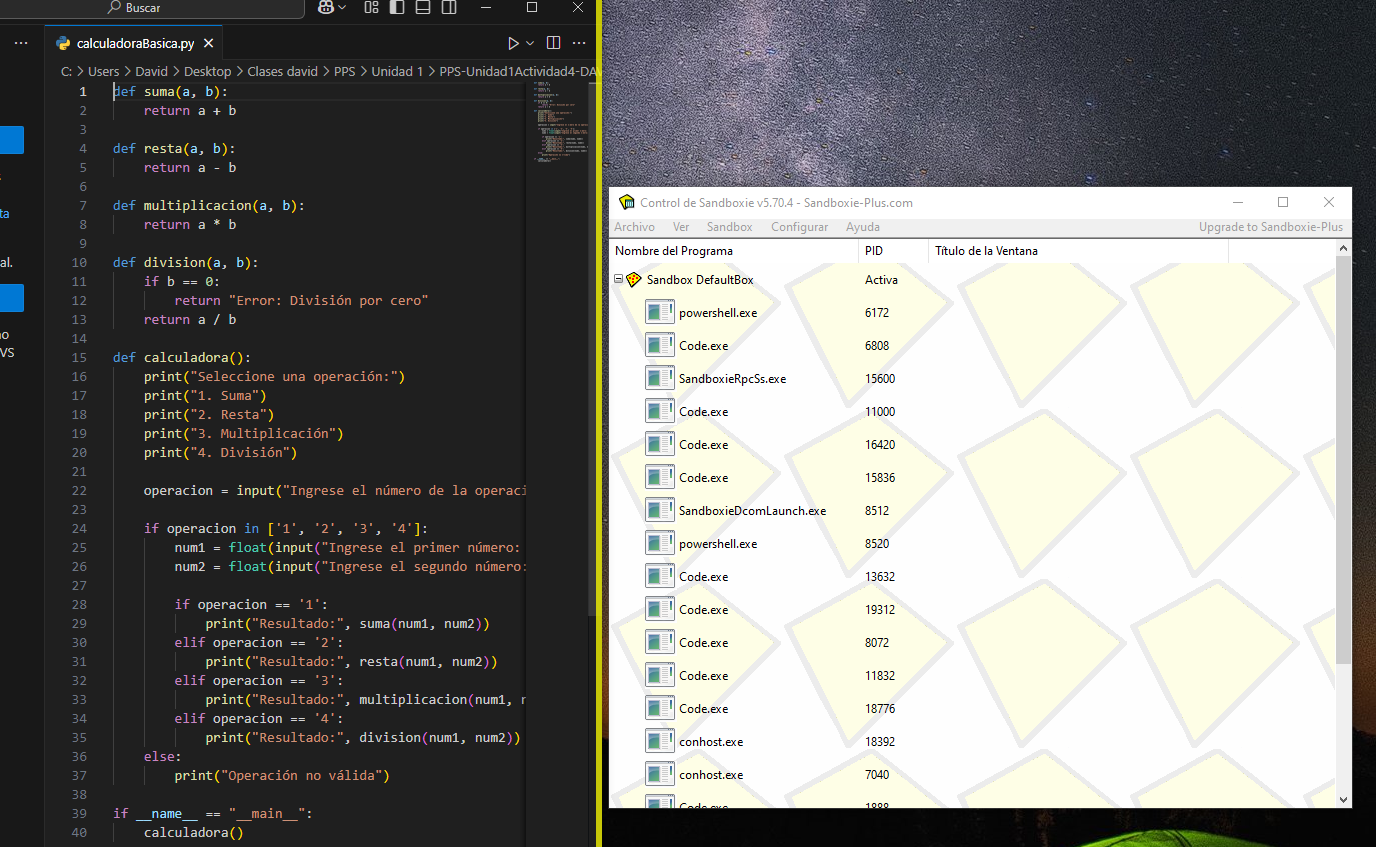 Buscar
calculadoraBasica.py
C: > Users > David > Desktop > Clases david > PPS > Unidad 1 > PPS-Unidad1Actividad4-DAV
ta
al.
no
VS
1 def suma(a, b):
2 return a + b
3
4 def resta(a, b):
5 return a - b
6
7 def multiplicacion(a, b):
8 return a * b
9
10 def division(a, b):
11 if b == 0:
12 return "Error: División por cero"
13 return a / b
14
15 def calculadora():
16 print("Seleccione una operación:")
17 print("1. Suma")
18 print("2. Resta")
19 print("3. Multiplicación")
20 print("4. División")
21
22 operacion = input("Ingrese el número de la operaci
23
24 if operacion in ['1', '2', '3', '4']:
25 num1 = float(input("Ingrese el primer número:
26 num2 = float(input("Ingrese el segundo número:
27
28 if operacion == '1':
29 print("Resultado:", suma(num1, num2))
30 elif operacion == '2':
31 print("Resultado:", resta(num1, num2))
32 elif operacion == '3':
33 print("Resultado:", multiplicacion(num1, n
34 elif operacion == '4':
35 print("Resultado:", division(num1, num2))
36 else:
37 print("Operación no válida")
38
39 if __name__ == "__main__":
40 calculadora()
Control de Sandboxie v5.70.4 - Sandboxie-Plus.com
Archivo Ver Sandbox Configurar Ayuda Upgrade to Sandboxie-Plus
Nombre del Programa PID Título de la Ventana
Sandbox DefaultBox Activa
powershell.exe 6172
Code.exe 6808
SandboxieRpcSs.exe 15600
Code.exe 11000
Code.exe 16420
Code.exe 15836
SandboxieDcomLaunch.exe 8512
powershell.exe 8520
Code.exe 13632
Code.exe 19312
Code.exe 8072
Code.exe 11832
Code.exe 18776
conhost.exe 18392
conhost.exe 7040
Code.exe 1888